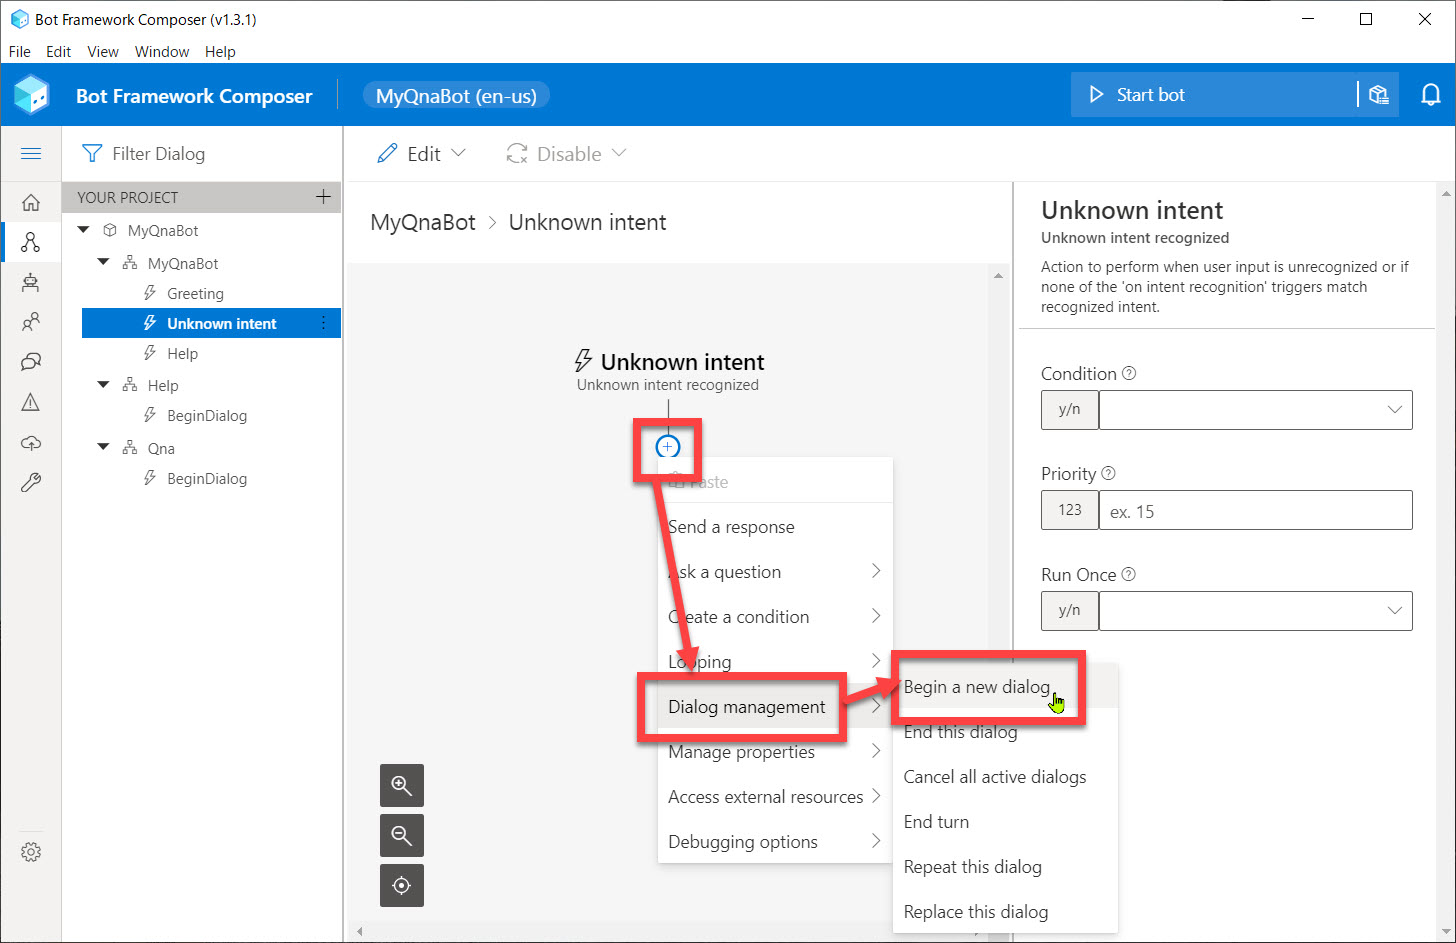 Bot Framework Composer (v1.3.1)
File Edit View Window Help
Bot Framework Composer
MyQnaBot (en-us)
Start bot
Filter Dialog
Edit
Disable
YOUR PROJECT
MyQnaBot
MyQnaBot
Greeting
Unknown intent
Help
Help
BeginDialog
Qna
BeginDialog
MyQnaBot > Unknown intent
Unknown intent
Unknown intent recognized
Paste
Send a response
Ask a question
Create a condition
Looping
Dialog management
Manage properties
Access external resources
Debugging options
Begin a new dialog
End this dialog
Cancel all active dialogs
End turn
Repeat this dialog
Replace this dialog
Unknown intent
Unknown intent recognized
Action to perform when user input is unrecognized or if
none of the 'on intent recognition' triggers match
recognized intent.
Condition
y/n
Priority
123
ex. 15
Run Once
y/n